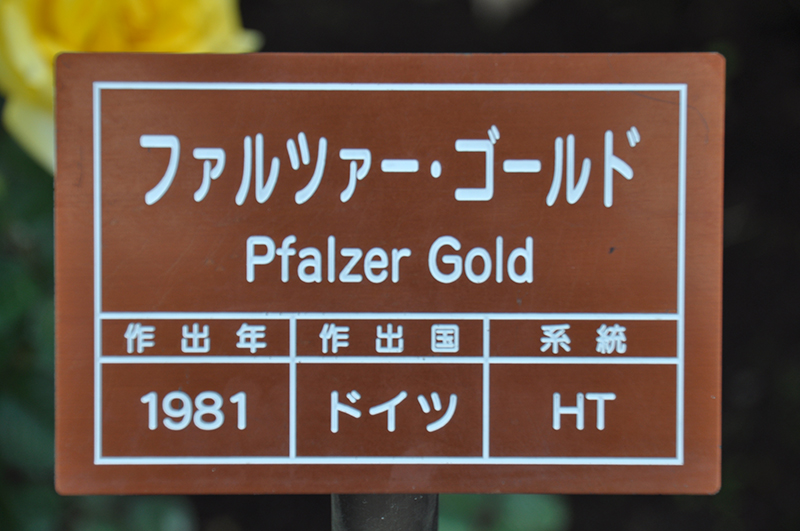 ファルツァー・ゴールド
Pfalzer Gold
作出年 作出国 系統
1981 ドイツ HT